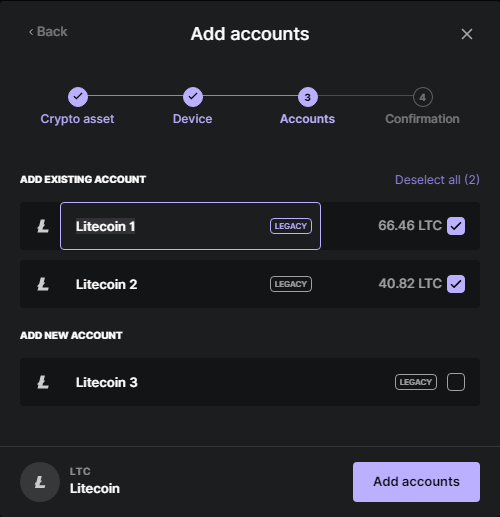 ‹ Back
Add accounts
3
4
Crypto asset
Device
Accounts
Confirmation
ADD EXISTING ACCOUNT
Deselect all (2)
Litecoin 1 LEGACY 66.46 LTC
Litecoin 2 LEGACY 40.82 LTC
ADD NEW ACCOUNT
Litecoin 3 LEGACY
LTC
Litecoin
Add accounts